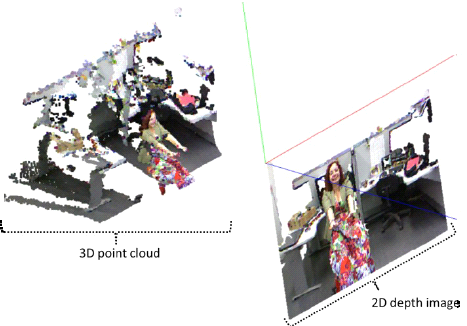 3D point cloud
2D depth image